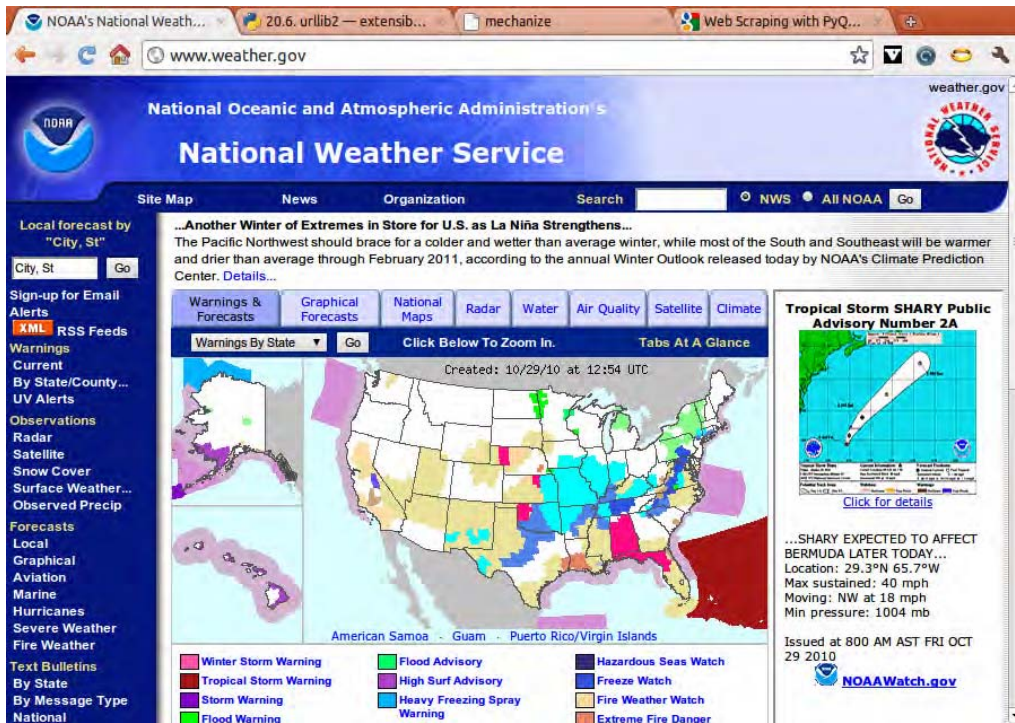 NOAA's National Weath...
20.6. urllib2 — extensib...
mechanize
Web Scraping with PyQ...
www.weather.gov
weather.gov
NOAA
National Oceanic and Atmospheric Administration's
National Weather Service
NATIONAL WEATHER SERVICE
Site Map News Organization Search NWS All NOAA Go
Local forecast by
"City, St"
City, St Go
Sign-up for Email
Alerts
XML RSS Feeds
Warnings
Current
By State/County...
UV Alerts
Observations
Radar
Satellite
Snow Cover
Surface Weather...
Observed Precip
Forecasts
Local
Graphical
Aviation
Marine
Hurricanes
Severe Weather
Fire Weather
Text Bulletins
By State
By Message Type
National
...Another Winter of Extremes in Store for U.S. as La Niña Strengthens...
The Pacific Northwest should brace for a colder and wetter than average winter, while most of the South and Southeast will be warmer
and drier than average through February 2011, according to the annual Winter Outlook released today by NOAA's Climate Prediction
Center. Details...
Warnings & Forecasts
Graphical Forecasts
National Maps
Radar
Water
Air Quality
Satellite
Climate
Warnings By State Go Click Below To Zoom In. Tabs At A Glance
Created: 10/29/10 at 12:54 UTC
American Samoa - Guam - Puerto Rico/Virgin Islands
Winter Storm Warning
Tropical Storm Warning
Storm Warning
Flood Warning
Flood Advisory
High Surf Advisory
Heavy Freezing Spray
Warning
Hazardous Seas Watch
Freeze Watch
Fire Weather Watch
Extreme Fire Danger
Tropical Storm SHARY Public
Advisory Number 2A
Click for details
...SHARY EXPECTED TO AFFECT
BERMUDA LATER TODAY...
Location: 29.3°N 65.7°W
Max sustained: 40 mph
Moving: NW at 18 mph
Min pressure: 1004 mb
Issued at 800 AM AST FRI OCT
29 2010
NOAAWatch.gov